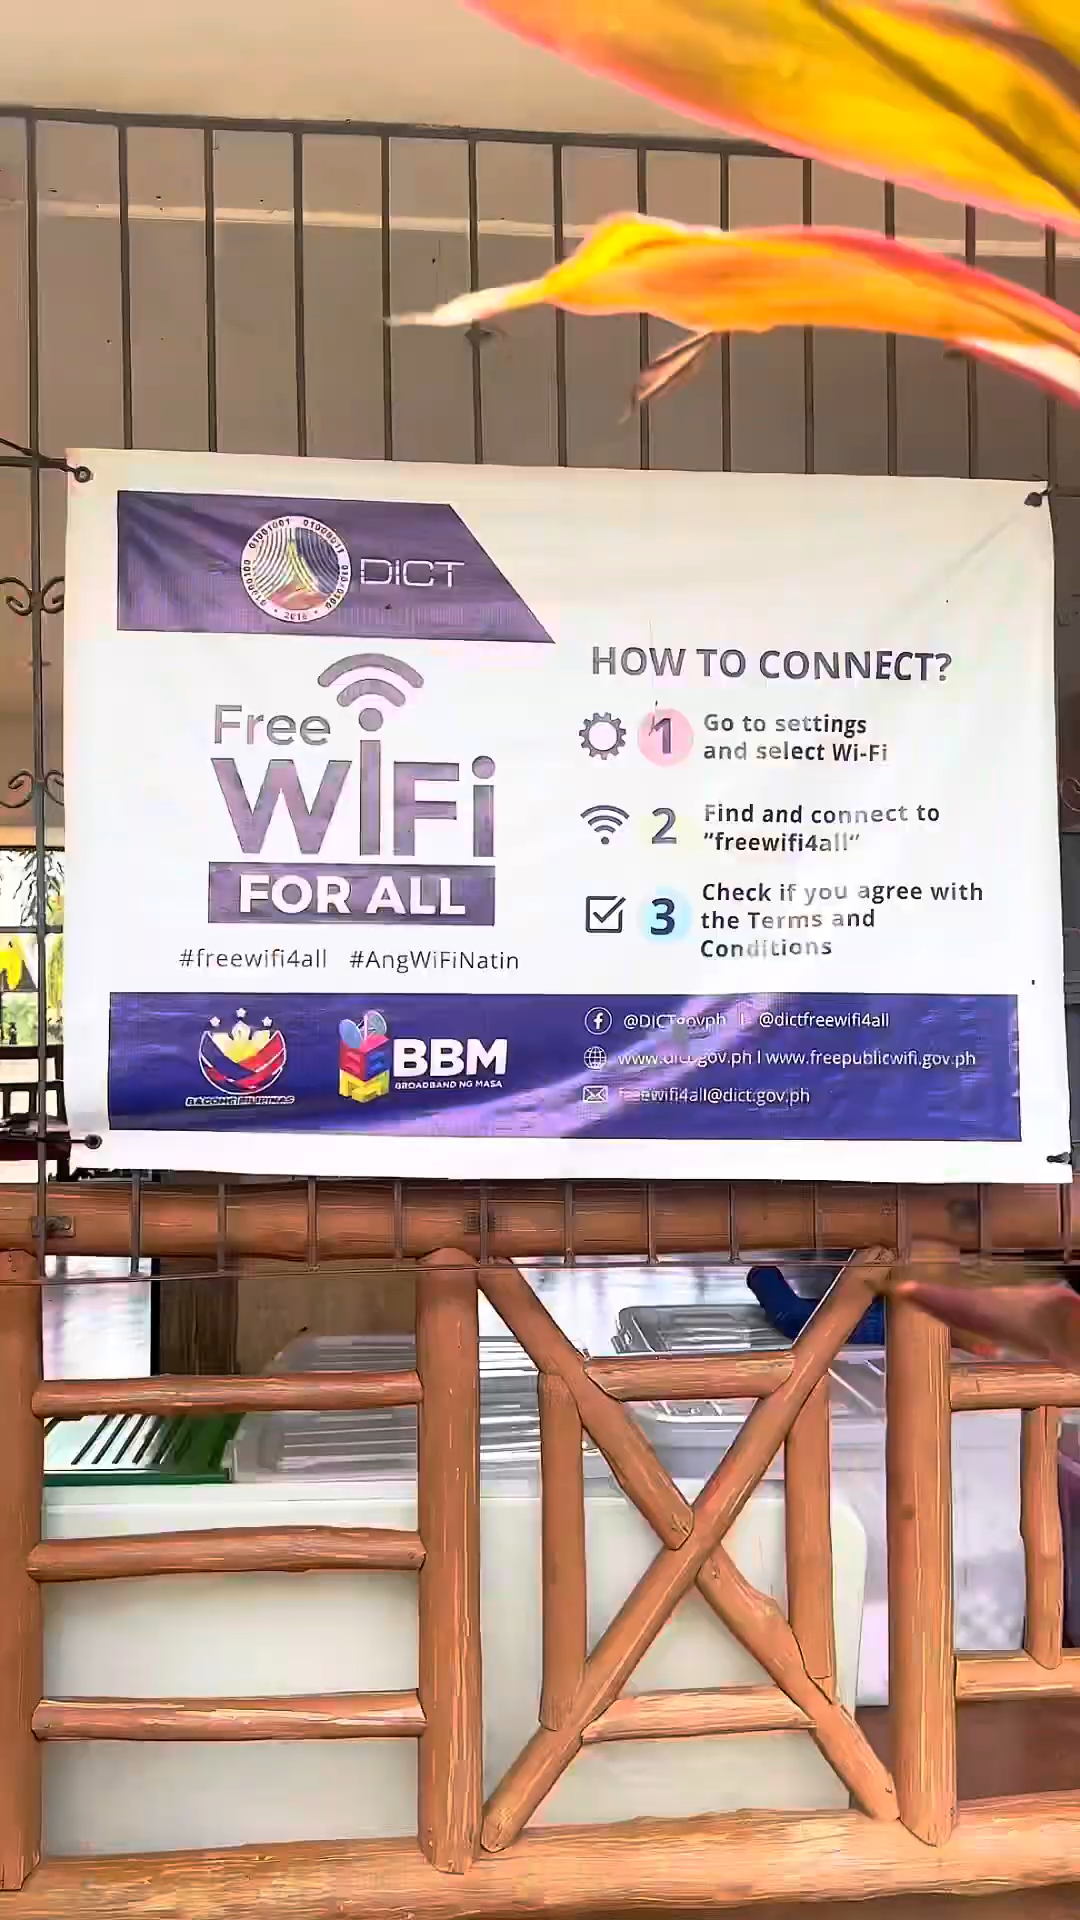 DICT
2016
Free
WiFi
FOR ALL
#freewifi4all #AngWiFiNatin
HOW TO CONNECT?
1 Go to settings
and select Wi-Fi
2 Find and connect to
"freewifi4all"
3 Check if you agree with
the Terms and
Conditions
BAGONG PILIPINAS
BBM
BROADBAND NG MASA
@DICTgovph | @dictfreewifi4all
www.dict.gov.ph | www.freepublicwifi.gov.ph
freewifi4all@dict.gov.ph